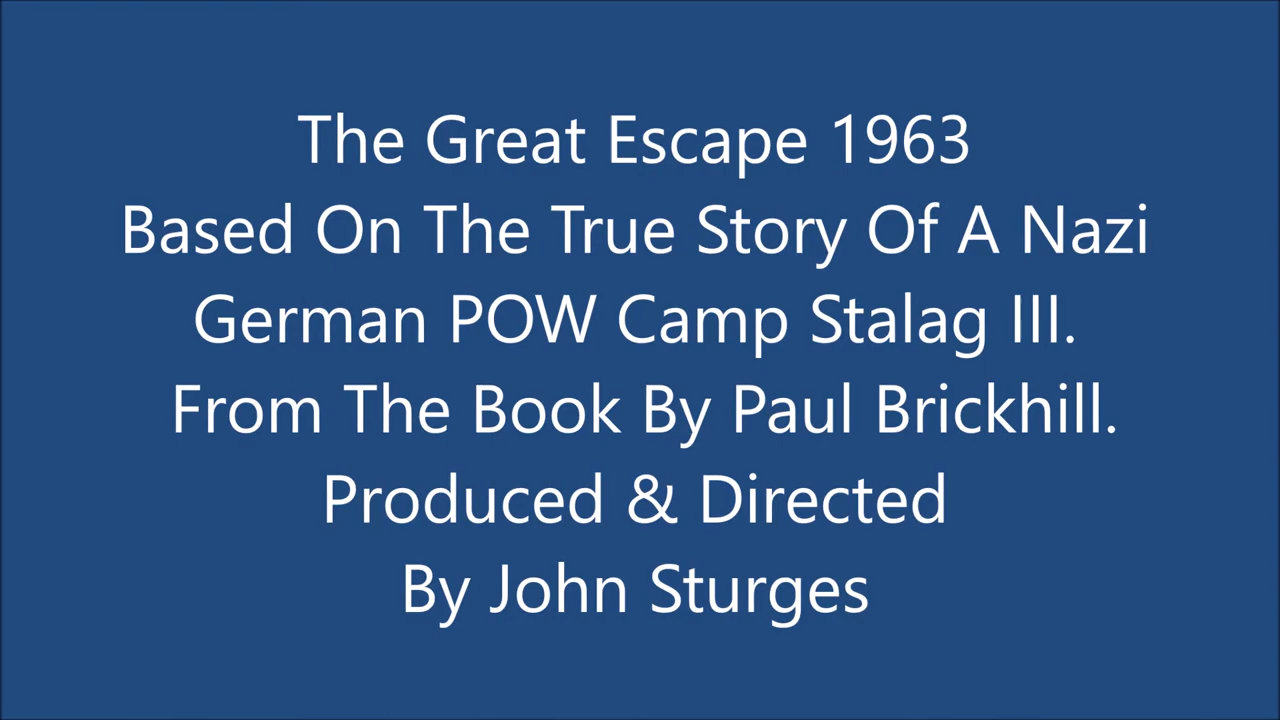 The Great Escape 1963
Based On The True Story Of A Nazi
German POW Camp Stalag III.
From The Book By Paul Brickhill.
Produced & Directed
By John Sturges